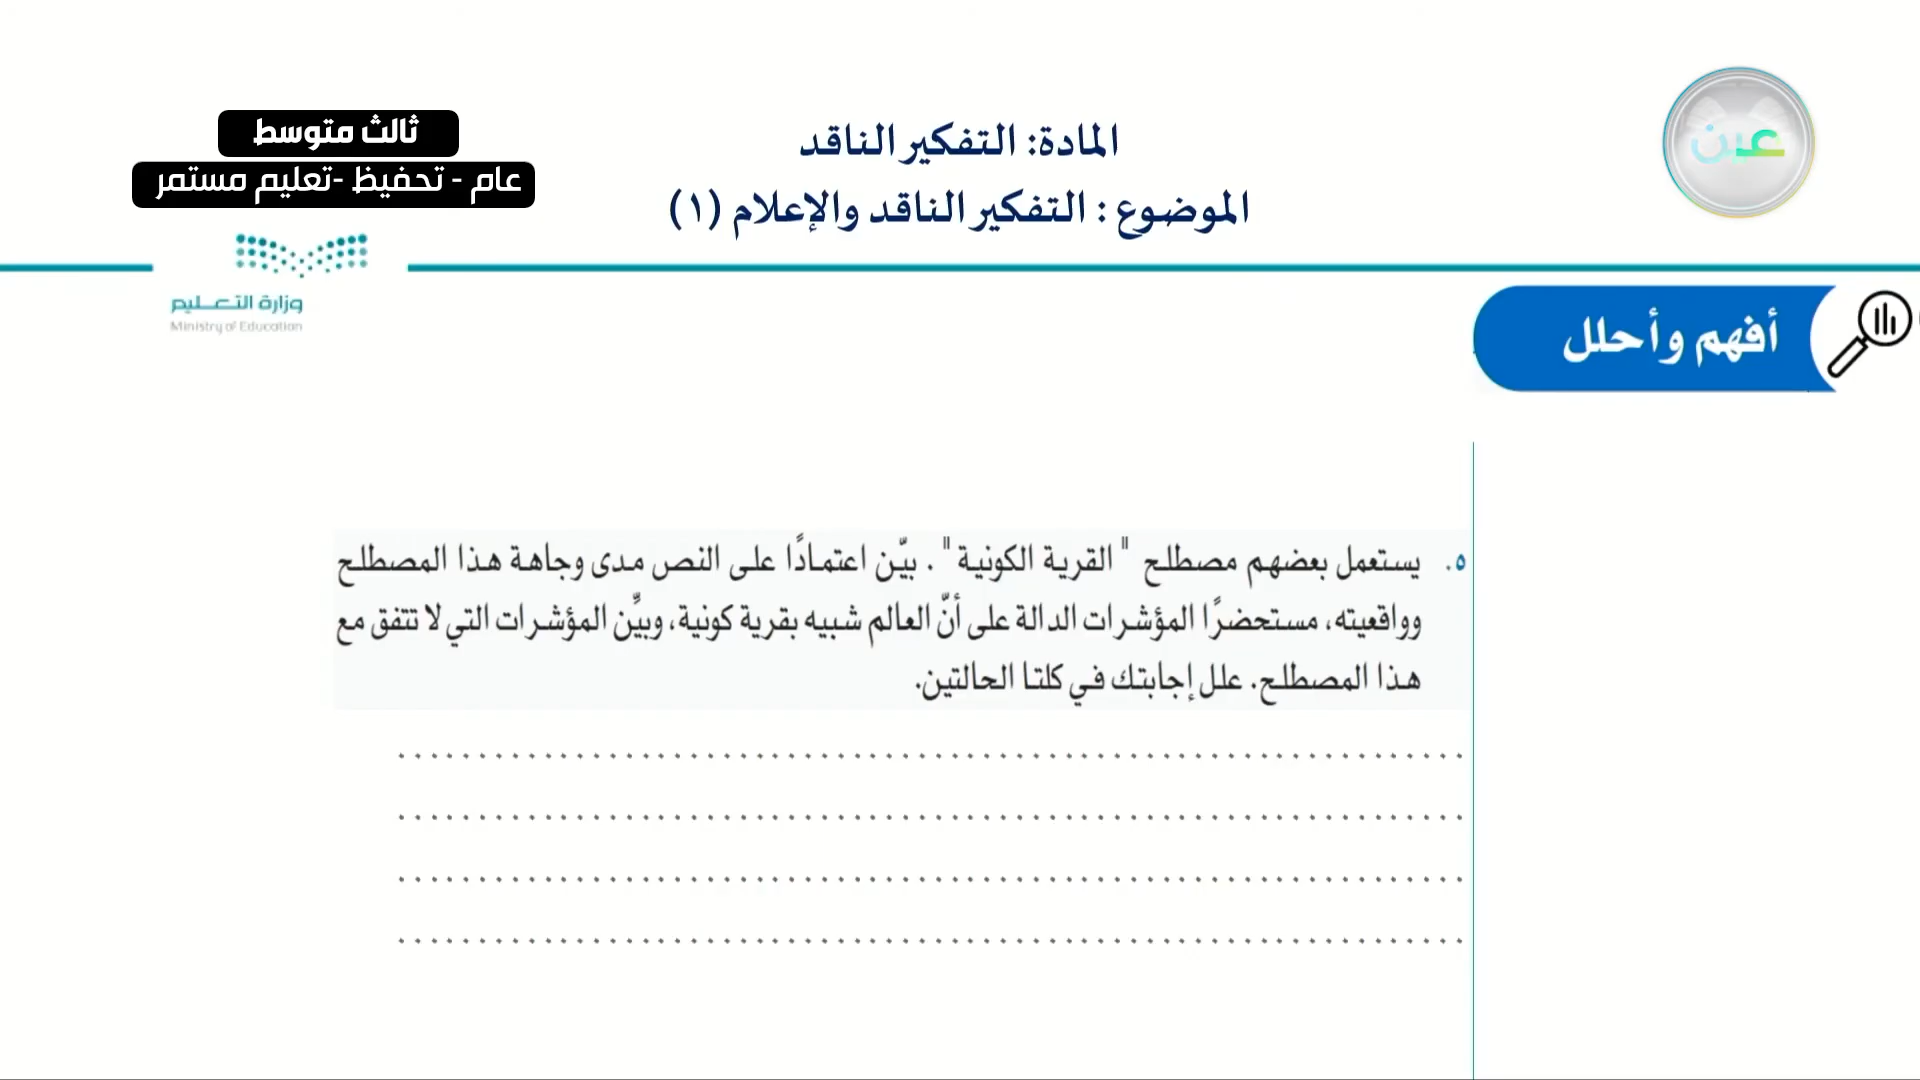 ثالث متوسط
عام - تحفيظ -تعليم مستمر
المادة: التفكير الناقد
الموضوع : التفكير الناقد والإعلام (١)
عين
وزارة التعليم
Ministry of Education
أفهم وأحلل
٥. يستعمل بعضهم مصطلح " القرية الكونية ". بيّن اعتمادًا على النص مدى وجاهة هذا المصطلح
وواقعيته، مستحضرًا المؤشرات الدالة على أنّ العالم شبيه بقرية كونية، وبيِّن المؤشرات التي لا تتفق مع
هذا المصطلح. علل إجابتك في كلتا الحالتين.